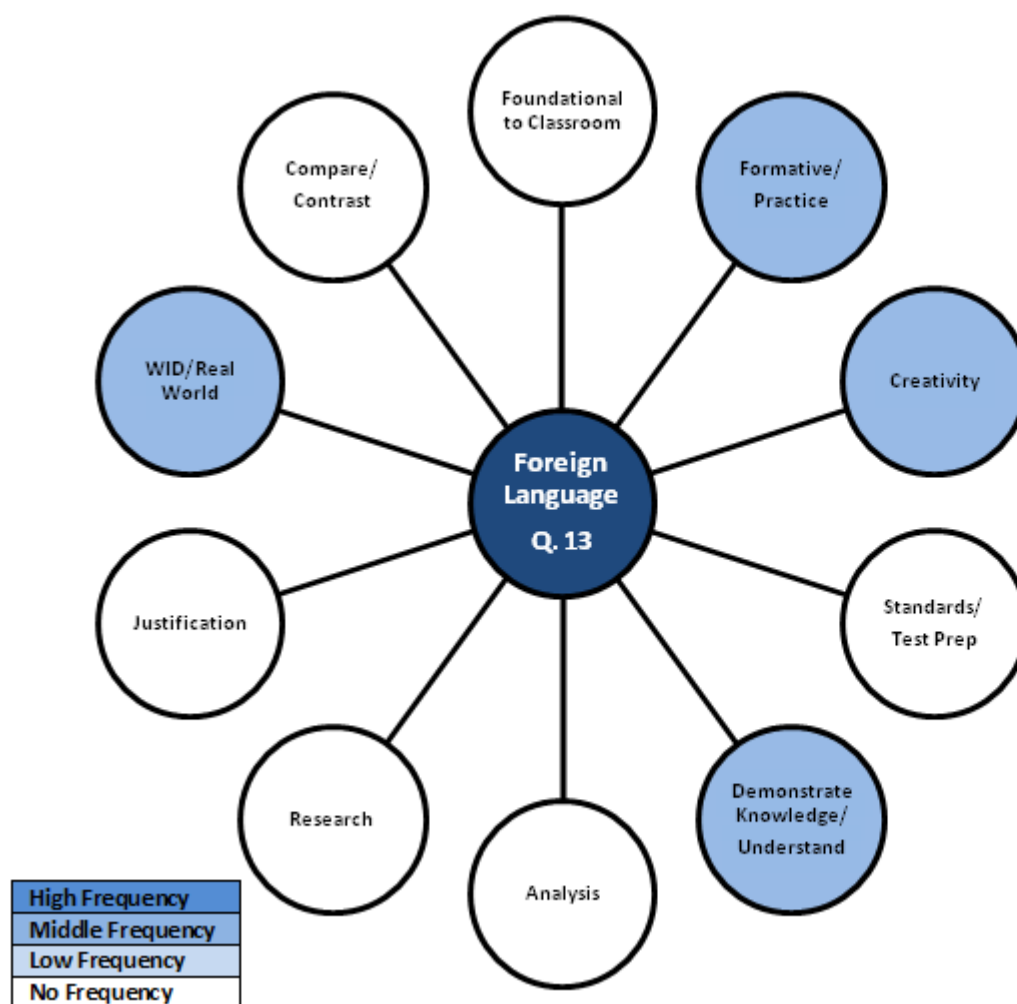 Foundational
to Classroom
Formative/
Practice
Creativity
Standards/
Test Prep
Demonstrate
Knowledge/
Understand
Analysis
Research
Justification
WID/Real
World
Compare/
Contrast
Foreign
Language
Q. 13
High Frequency
Middle Frequency
Low Frequency
No Frequency